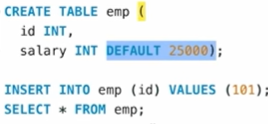 CREATE TABLE emp (
id INT,
salary INT DEFAULT 25000);
INSERT INTO emp (id) VALUES (101);
SELECT * FROM emp;